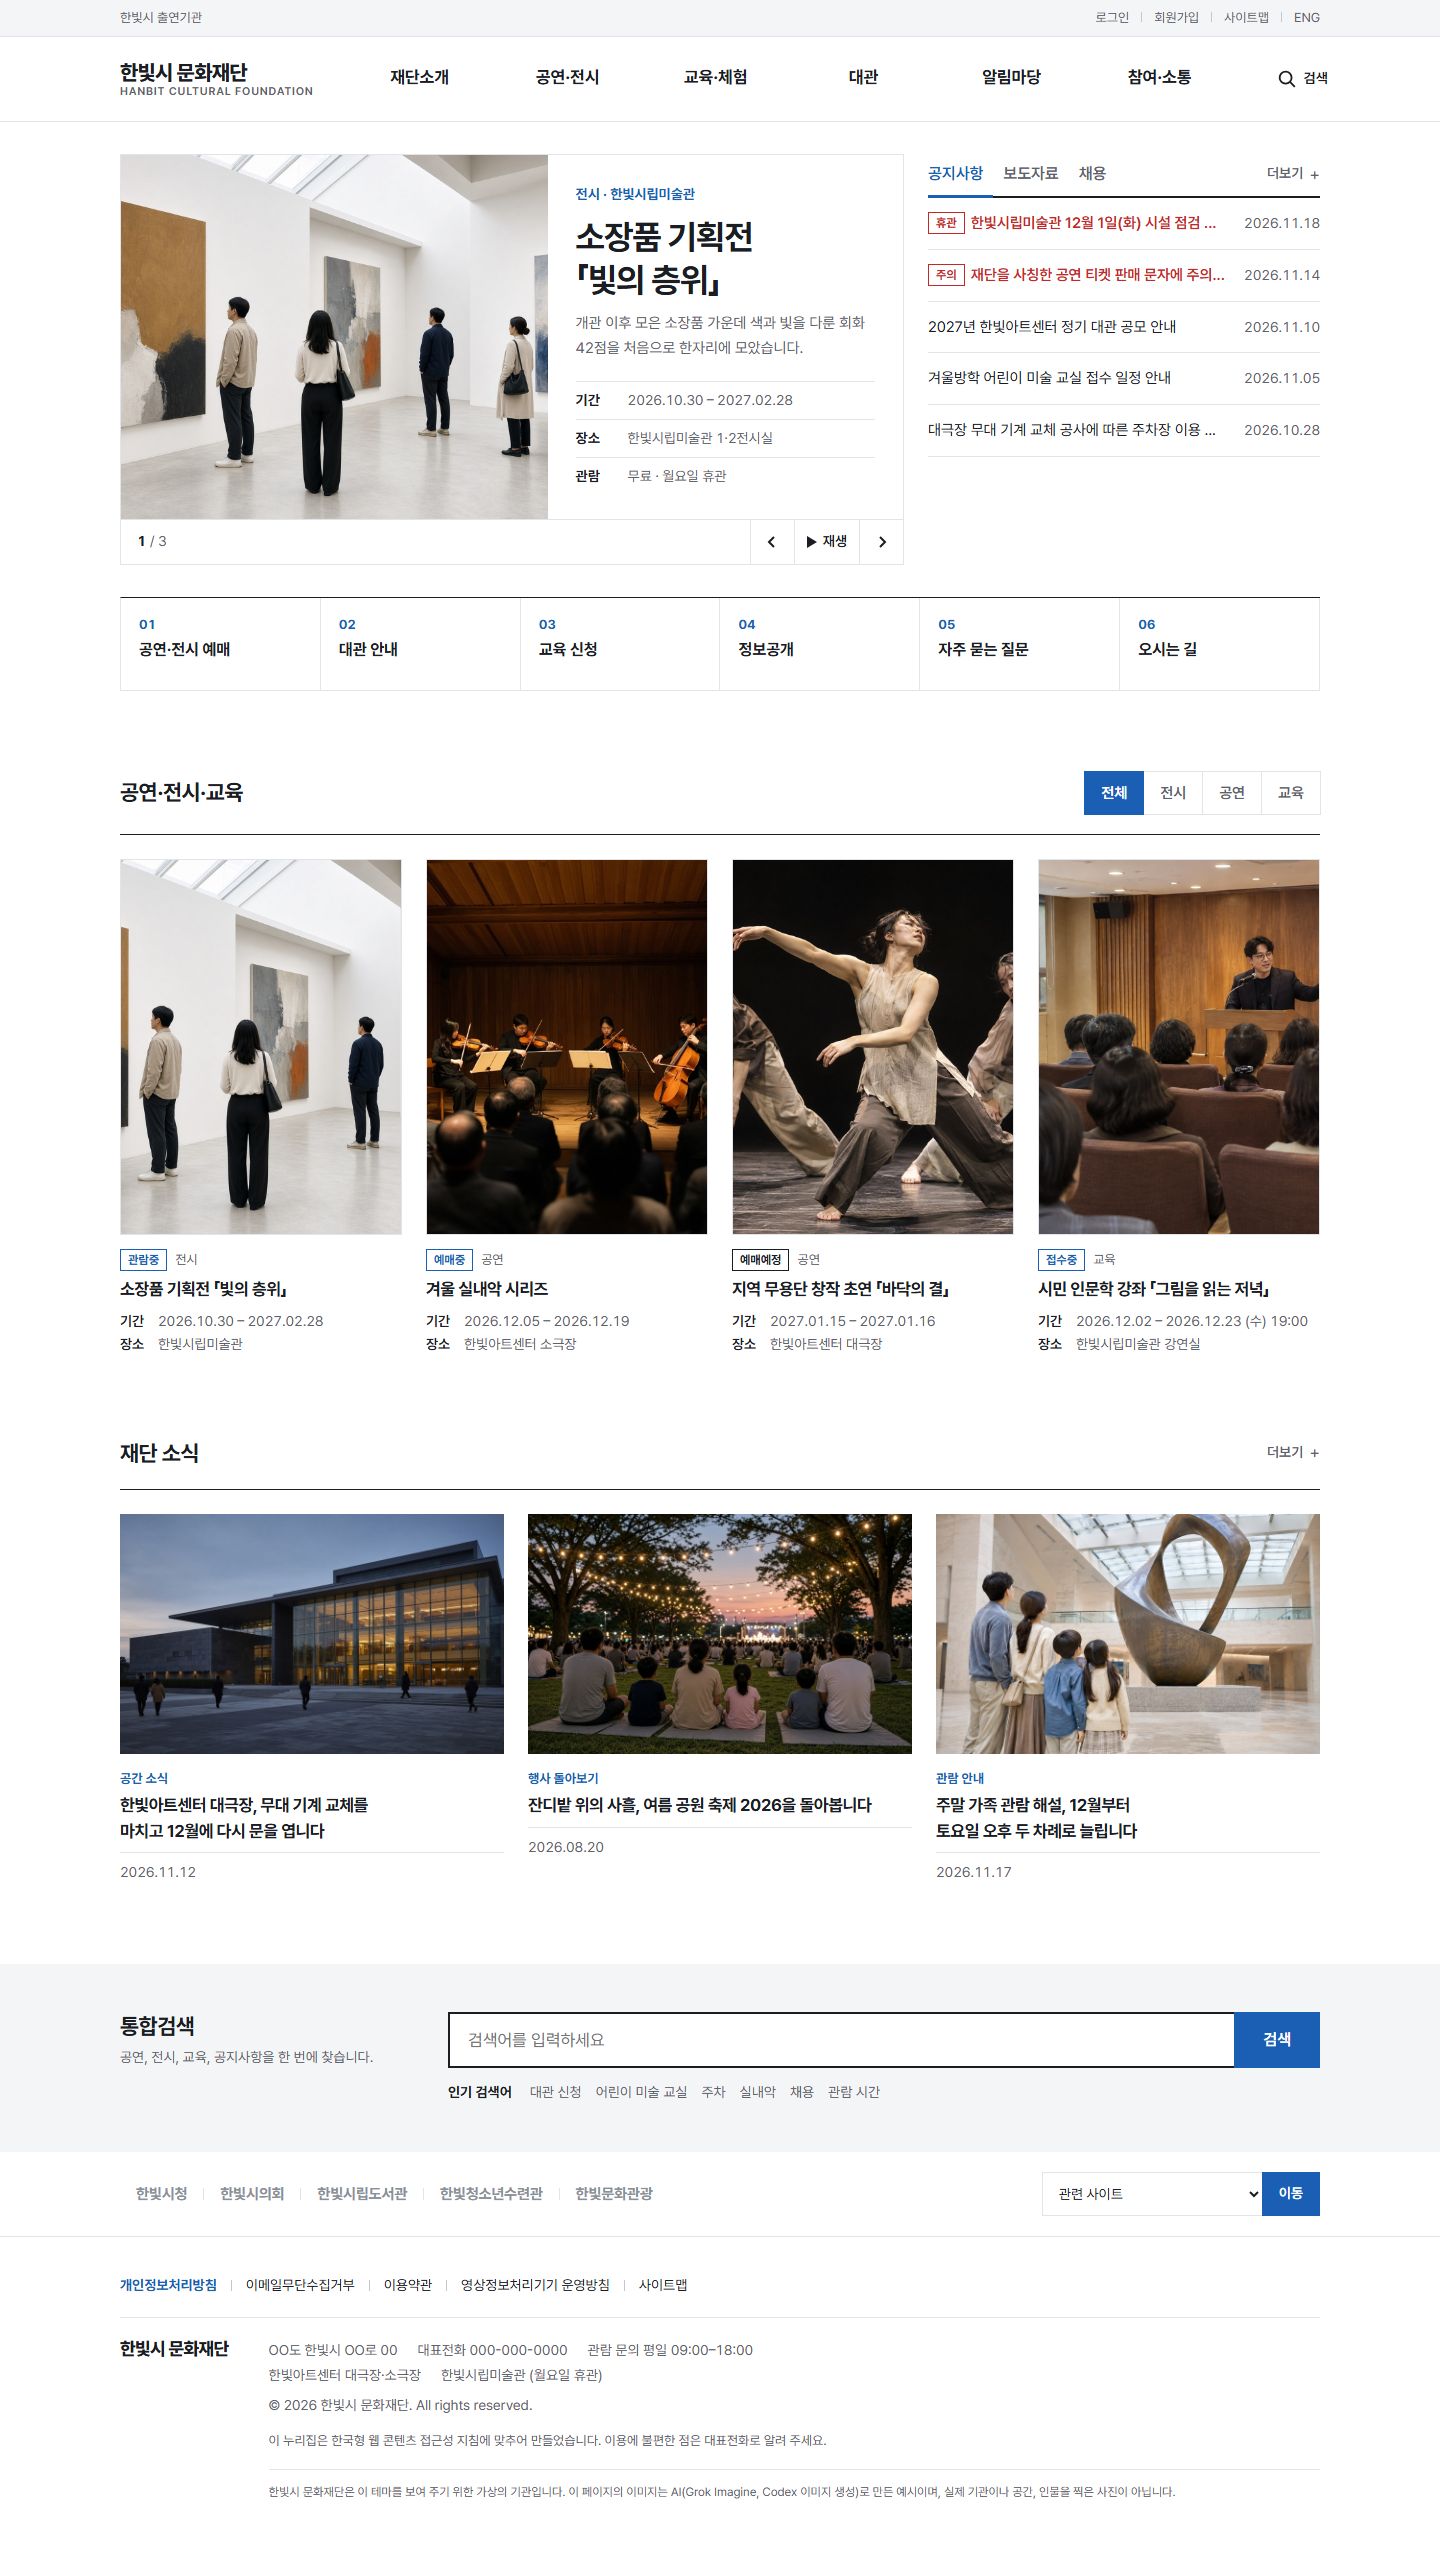 한빛시 출연기관
로그인
회원가입
사이트맵
ENG
한빛시 문화재단
HANBIT CULTURAL FOUNDATION
재단소개
공연·전시
교육·체험
대관
알림마당
참여·소통
검색
전시 · 한빛시립미술관
소장품 기획전
「빛의 층위」
개관 이후 모은 소장품 가운데 색과 빛을 다룬 회화
42점을 처음으로 한자리에 모았습니다.
기간 2026.10.30 – 2027.02.28
장소 한빛시립미술관 1·2전시실
관람 무료 · 월요일 휴관
1 / 3
재생
공지사항
보도자료
채용
더보기 +
휴관 한빛시립미술관 12월 1일(화) 시설 점검 ... 2026.11.18
주의 재단을 사칭한 공연 티켓 판매 문자에 주의... 2026.11.14
2027년 한빛아트센터 정기 대관 공모 안내 2026.11.10
겨울방학 어린이 미술 교실 접수 일정 안내 2026.11.05
대극장 무대 기계 교체 공사에 따른 주차장 이용 ... 2026.10.28
01
공연·전시 예매
02
대관 안내
03
교육 신청
04
정보공개
05
자주 묻는 질문
06
오시는 길
공연·전시·교육
전체
전시
공연
교육
관람중 전시
소장품 기획전 「빛의 층위」
기간 2026.10.30 – 2027.02.28
장소 한빛시립미술관
예매중 공연
겨울 실내악 시리즈
기간 2026.12.05 – 2026.12.19
장소 한빛아트센터 소극장
예매예정 공연
지역 무용단 창작 초연 「바닥의 결」
기간 2027.01.15 – 2027.01.16
장소 한빛아트센터 대극장
접수중 교육
시민 인문학 강좌 「그림을 읽는 저녁」
기간 2026.12.02 – 2026.12.23 (수) 19:00
장소 한빛시립미술관 강연실
재단 소식
더보기 +
공간 소식
한빛아트센터 대극장, 무대 기계 교체를
마치고 12월에 다시 문을 엽니다
2026.11.12
행사 돌아보기
잔디밭 위의 사흘, 여름 공원 축제 2026을 돌아봅니다
2026.08.20
관람 안내
주말 가족 관람 해설, 12월부터
토요일 오후 두 차례로 늘립니다
2026.11.17
통합검색
공연, 전시, 교육, 공지사항을 한 번에 찾습니다.
검색어를 입력하세요
검색
인기 검색어 대관 신청 어린이 미술 교실 주차 실내악 채용 관람 시간
한빛시청
한빛시의회
한빛시립도서관
한빛청소년수련관
한빛문화관광
관련 사이트
이동
개인정보처리방침
이메일무단수집거부
이용약관
영상정보처리기기 운영방침
사이트맵
한빛시 문화재단
OO도 한빛시 OO로 00 대표전화 000-000-0000 관람 문의 평일 09:00–18:00
한빛아트센터 대극장·소극장 한빛시립미술관 (월요일 휴관)
© 2026 한빛시 문화재단. All rights reserved.
이 누리집은 한국형 웹 콘텐츠 접근성 지침에 맞추어 만들었습니다. 이용에 불편한 점은 대표전화로 알려 주세요.
한빛시 문화재단은 이 테마를 보여 주기 위한 가상의 기관입니다. 이 페이지의 이미지는 AI(Grok Imagine, Codex 이미지 생성)로 만든 예시이며, 실제 기관이나 공간, 인물을 찍은 사진이 아닙니다.